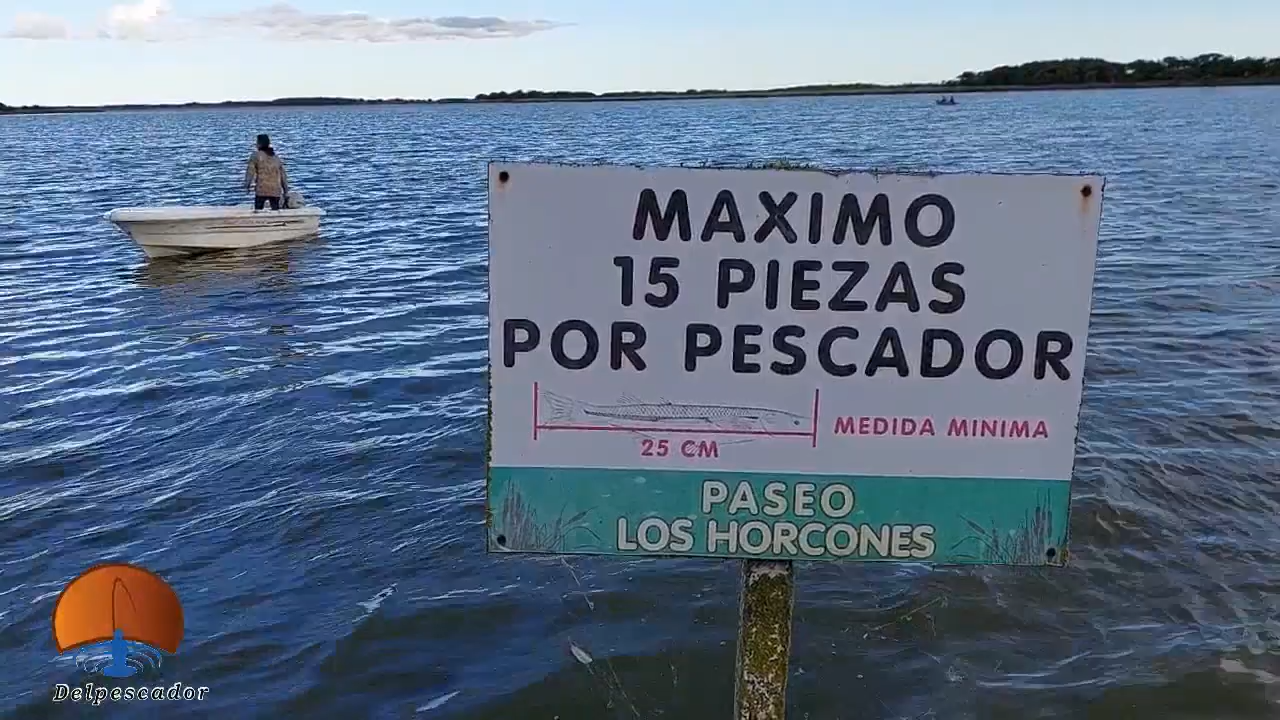 MAXIMO
15 PIEZAS
POR PESCADOR
MEDIDA MINIMA
25 CM
PASEO
LOS HORCONES
Delpescador